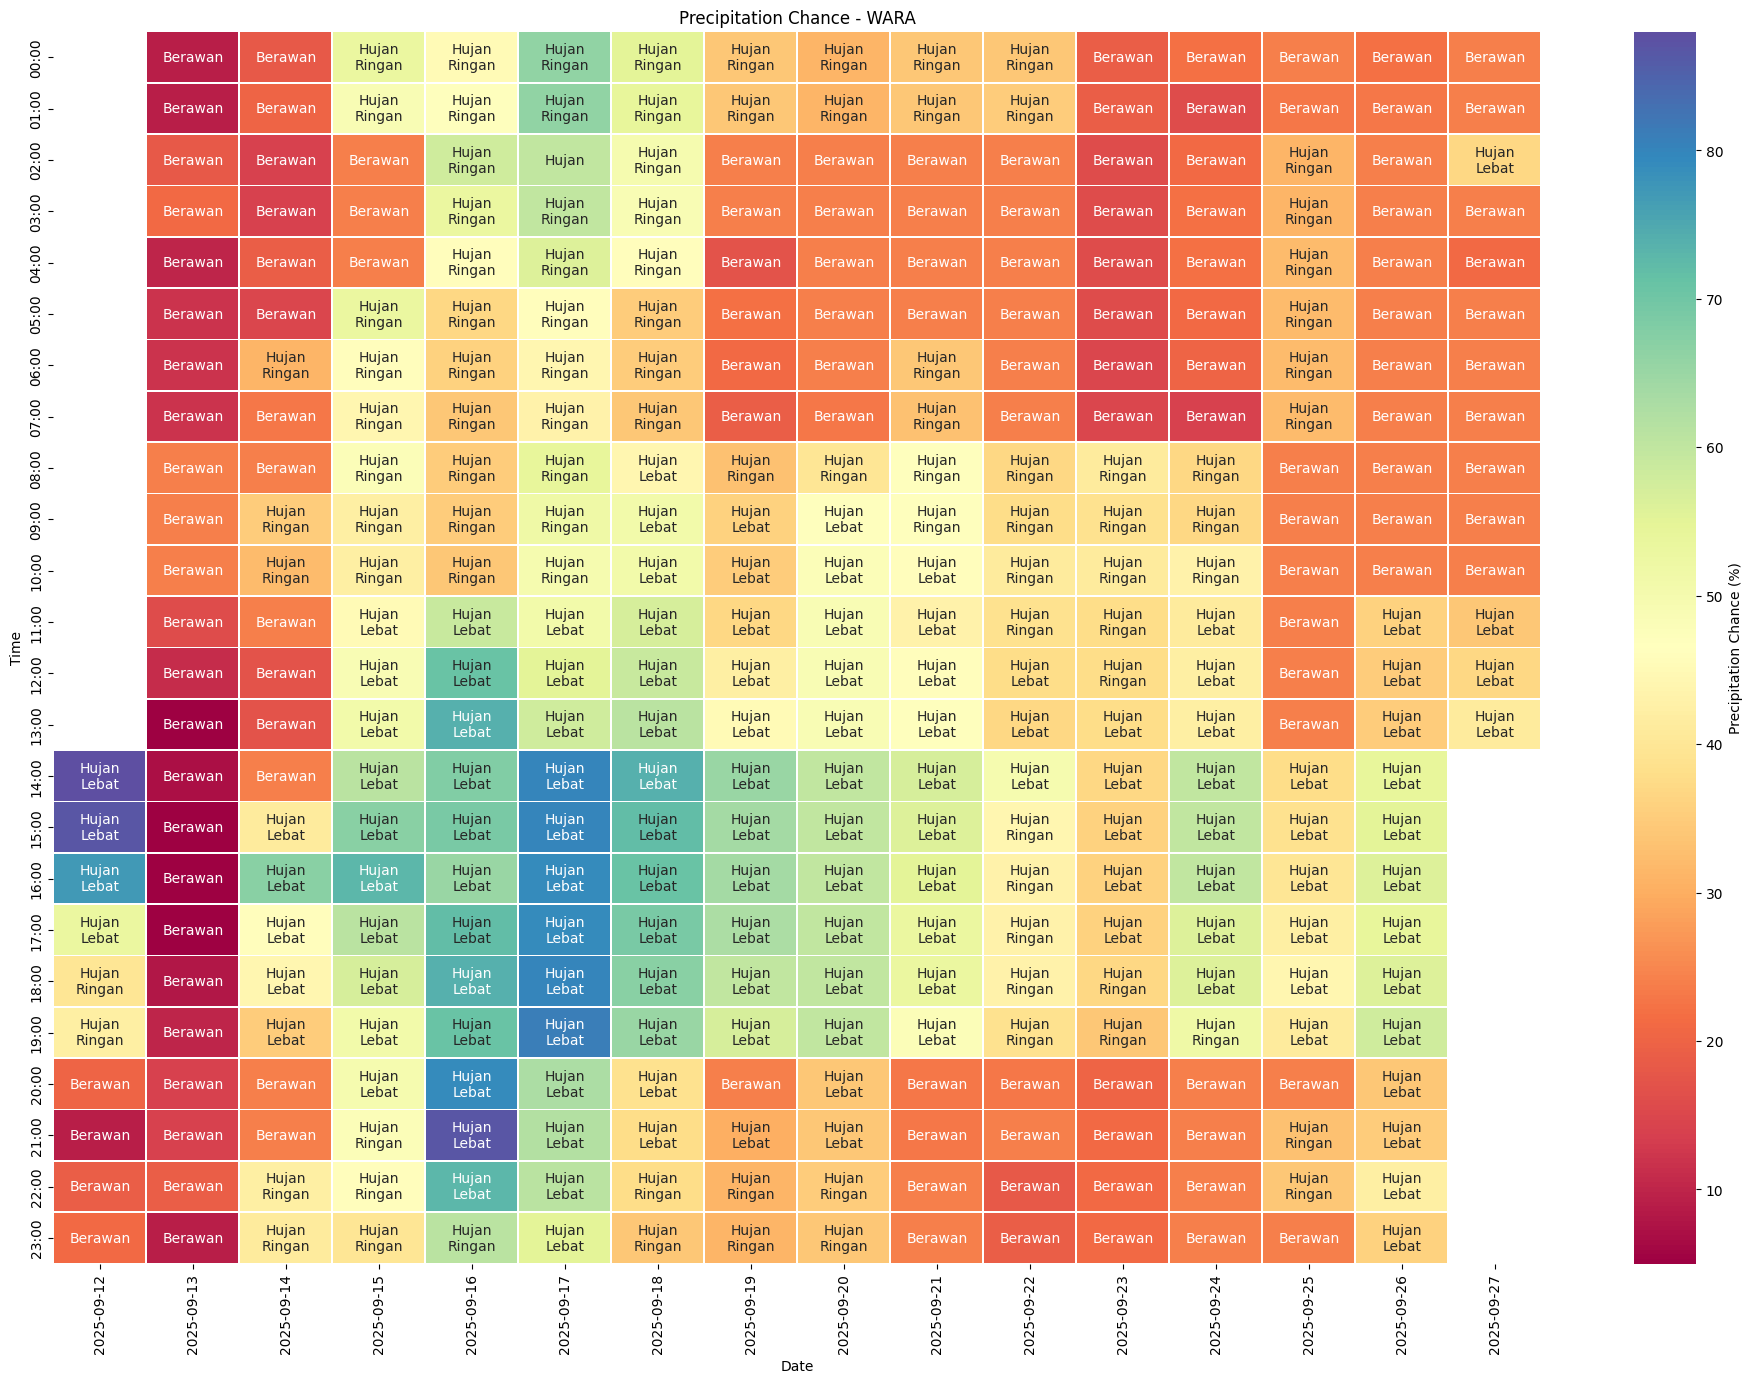 Precipitation Chance - WARA
Time
00:00 Berawan Berawan Hujan Ringan Hujan Ringan Hujan Ringan Hujan Ringan Hujan Ringan Hujan Ringan Hujan Ringan Hujan Ringan Berawan Berawan Berawan Berawan Berawan
01:00 Berawan Berawan Hujan Ringan Hujan Ringan Hujan Ringan Hujan Ringan Hujan Ringan Hujan Ringan Hujan Ringan Hujan Ringan Berawan Berawan Berawan Berawan Berawan
02:00 Berawan Berawan Berawan Hujan Ringan Hujan Hujan Ringan Berawan Berawan Berawan Berawan Berawan Berawan Hujan Ringan Berawan Hujan Lebat
03:00 Berawan Berawan Berawan Hujan Ringan Hujan Ringan Hujan Ringan Berawan Berawan Berawan Berawan Berawan Berawan Hujan Ringan Berawan Berawan
04:00 Berawan Berawan Berawan Hujan Ringan Hujan Ringan Hujan Ringan Berawan Berawan Berawan Berawan Berawan Berawan Hujan Ringan Berawan Berawan
05:00 Berawan Berawan Hujan Ringan Hujan Ringan Hujan Ringan Hujan Ringan Berawan Berawan Berawan Berawan Berawan Berawan Hujan Ringan Berawan Berawan
06:00 Berawan Hujan Ringan Hujan Ringan Hujan Ringan Hujan Ringan Hujan Ringan Berawan Berawan Hujan Ringan Berawan Berawan Berawan Hujan Ringan Berawan Berawan
07:00 Berawan Berawan Hujan Ringan Hujan Ringan Hujan Ringan Hujan Ringan Berawan Berawan Hujan Ringan Berawan Berawan Berawan Hujan Ringan Berawan Berawan
08:00 Berawan Berawan Hujan Ringan Hujan Ringan Hujan Ringan Hujan Lebat Hujan Ringan Hujan Ringan Hujan Ringan Hujan Ringan Hujan Ringan Hujan Ringan Berawan Berawan Berawan
09:00 Berawan Hujan Ringan Hujan Ringan Hujan Ringan Hujan Ringan Hujan Lebat Hujan Lebat Hujan Lebat Hujan Ringan Hujan Ringan Hujan Ringan Hujan Ringan Berawan Berawan Berawan
10:00 Berawan Hujan Ringan Hujan Ringan Hujan Ringan Hujan Ringan Hujan Lebat Hujan Lebat Hujan Lebat Hujan Lebat Hujan Ringan Hujan Ringan Hujan Ringan Berawan Berawan Berawan
11:00 Berawan Berawan Hujan Lebat Hujan Lebat Hujan Lebat Hujan Lebat Hujan Lebat Hujan Lebat Hujan Lebat Hujan Ringan Hujan Ringan Hujan Lebat Berawan Hujan Lebat Hujan Lebat
12:00 Berawan Berawan Hujan Lebat Hujan Lebat Hujan Lebat Hujan Lebat Hujan Lebat Hujan Lebat Hujan Lebat Hujan Lebat Hujan Ringan Hujan Lebat Berawan Hujan Lebat Hujan Lebat
13:00 Berawan Berawan Hujan Lebat Hujan Lebat Hujan Lebat Hujan Lebat Hujan Lebat Hujan Lebat Hujan Lebat Hujan Lebat Hujan Lebat Hujan Lebat Berawan Hujan Lebat Hujan Lebat
14:00 Hujan Lebat Berawan Berawan Hujan Lebat Hujan Lebat Hujan Lebat Hujan Lebat Hujan Lebat Hujan Lebat Hujan Lebat Hujan Lebat Hujan Lebat Hujan Lebat Hujan Lebat Hujan Lebat
15:00 Hujan Lebat Berawan Hujan Lebat Hujan Lebat Hujan Lebat Hujan Lebat Hujan Lebat Hujan Lebat Hujan Lebat Hujan Lebat Hujan Ringan Hujan Lebat Hujan Lebat Hujan Lebat Hujan Lebat
16:00 Hujan Lebat Berawan Hujan Lebat Hujan Lebat Hujan Lebat Hujan Lebat Hujan Lebat Hujan Lebat Hujan Lebat Hujan Lebat Hujan Ringan Hujan Lebat Hujan Lebat Hujan Lebat Hujan Lebat
17:00 Hujan Lebat Berawan Hujan Lebat Hujan Lebat Hujan Lebat Hujan Lebat Hujan Lebat Hujan Lebat Hujan Lebat Hujan Lebat Hujan Ringan Hujan Lebat Hujan Lebat Hujan Lebat Hujan Lebat
18:00 Hujan Ringan Berawan Hujan Lebat Hujan Lebat Hujan Lebat Hujan Lebat Hujan Lebat Hujan Lebat Hujan Lebat Hujan Lebat Hujan Ringan Hujan Ringan Hujan Lebat Hujan Lebat Hujan Lebat
19:00 Hujan Ringan Berawan Hujan Lebat Hujan Lebat Hujan Lebat Hujan Lebat Hujan Lebat Hujan Lebat Hujan Lebat Hujan Lebat Hujan Ringan Hujan Ringan Hujan Ringan Hujan Lebat Hujan Lebat
20:00 Berawan Berawan Berawan Hujan Lebat Hujan Lebat Hujan Lebat Hujan Lebat Berawan Hujan Lebat Berawan Berawan Berawan Berawan Berawan Hujan Lebat
21:00 Berawan Berawan Berawan Hujan Ringan Hujan Lebat Hujan Lebat Hujan Lebat Hujan Lebat Hujan Lebat Berawan Berawan Berawan Berawan Hujan Ringan Hujan Lebat
22:00 Berawan Berawan Hujan Ringan Hujan Ringan Hujan Lebat Hujan Lebat Hujan Ringan Hujan Ringan Hujan Ringan Berawan Berawan Berawan Berawan Hujan Ringan Hujan Lebat
23:00 Berawan Berawan Hujan Ringan Hujan Ringan Hujan Ringan Hujan Lebat Hujan Ringan Hujan Ringan Hujan Ringan Berawan Berawan Berawan Berawan Berawan Hujan Lebat
2025-09-12 2025-09-13 2025-09-14 2025-09-15 2025-09-16 2025-09-17 2025-09-18 2025-09-19 2025-09-20 2025-09-21 2025-09-22 2025-09-23 2025-09-24 2025-09-25 2025-09-26 2025-09-27
Date
80
70
60
50
40
30
20
10
Precipitation Chance (%)